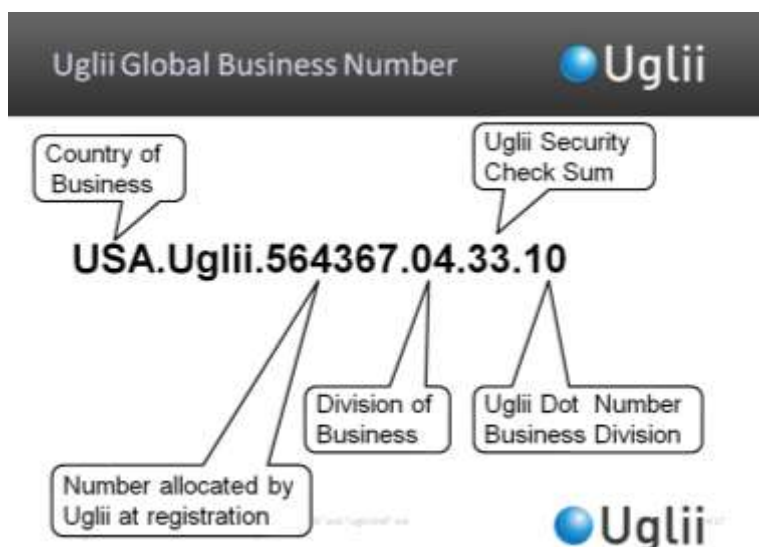 Uglii Global Business Number
Uglii
Country of
Business
Uglii Security
Check Sum
USA.Uglii.564367.04.33.10
Division of
Business
Uglii Dot Number
Business Division
Number allocated by
Uglii at registration
Uglii